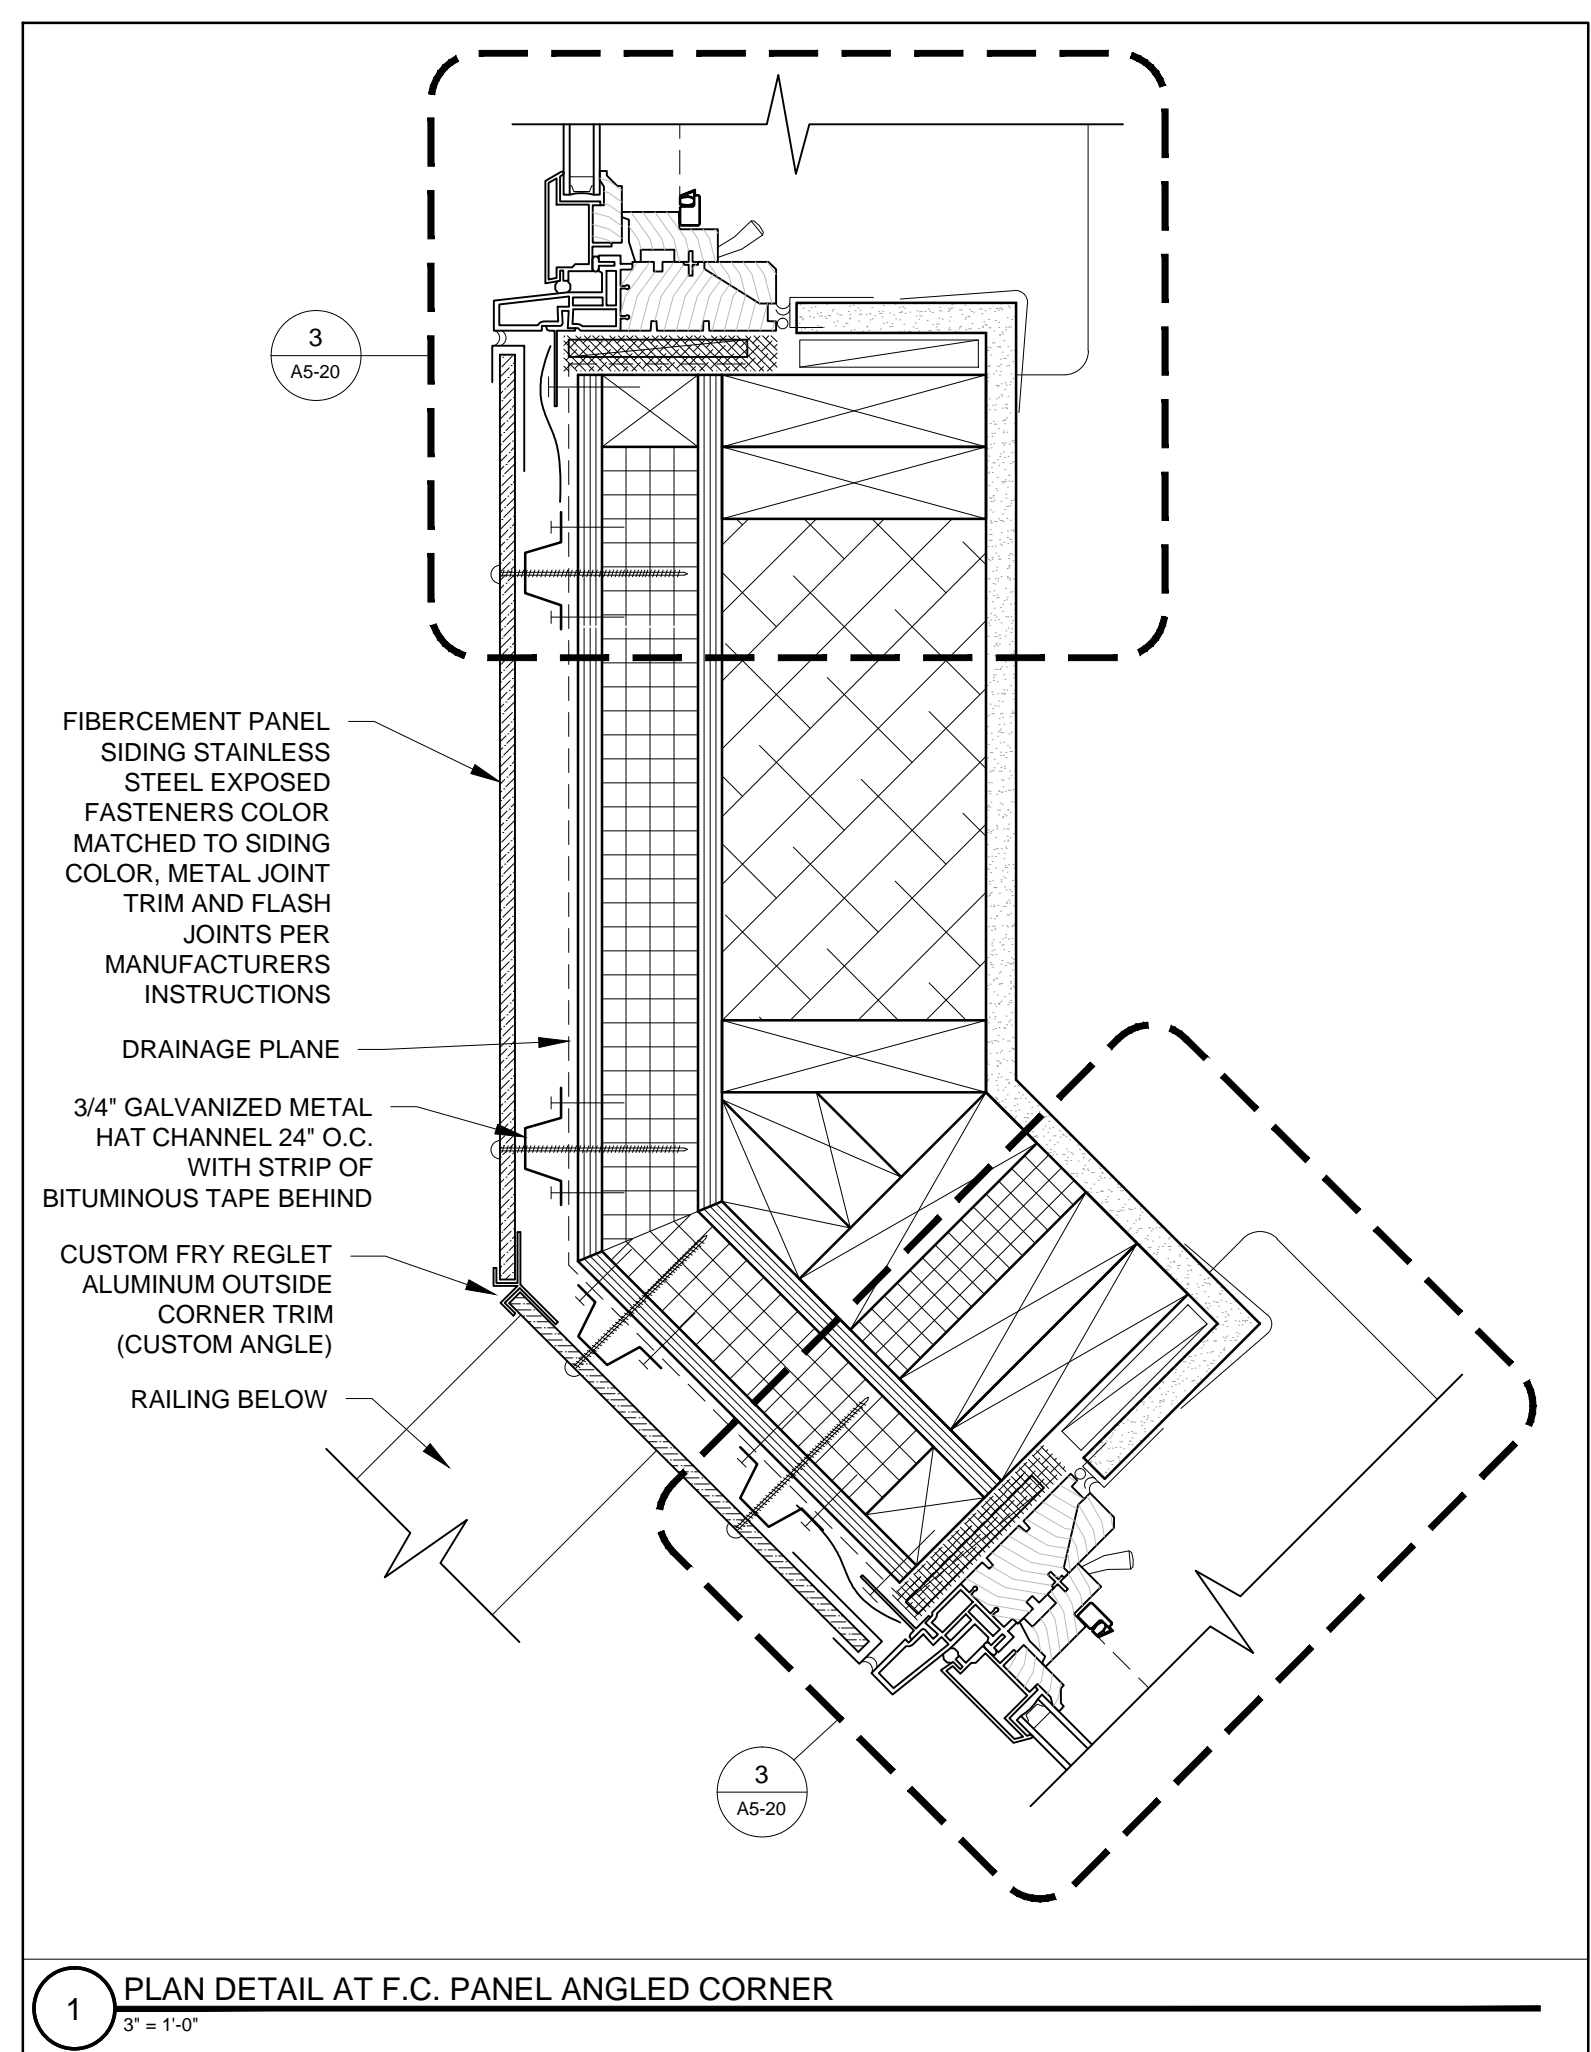 3
A5-20
FIBERCEMENT PANEL
SIDING STAINLESS
STEEL EXPOSED
FASTENERS COLOR
MATCHED TO SIDING
COLOR, METAL JOINT
TRIM AND FLASH
JOINTS PER
MANUFACTURERS
INSTRUCTIONS
DRAINAGE PLANE
3/4" GALVANIZED METAL
HAT CHANNEL 24" O.C.
WITH STRIP OF
BITUMINOUS TAPE BEHIND
CUSTOM FRY REGLET
ALUMINUM OUTSIDE
CORNER TRIM
(CUSTOM ANGLE)
RAILING BELOW
3
A5-20
1
PLAN DETAIL AT F.C. PANEL ANGLED CORNER
3" = 1'-0"